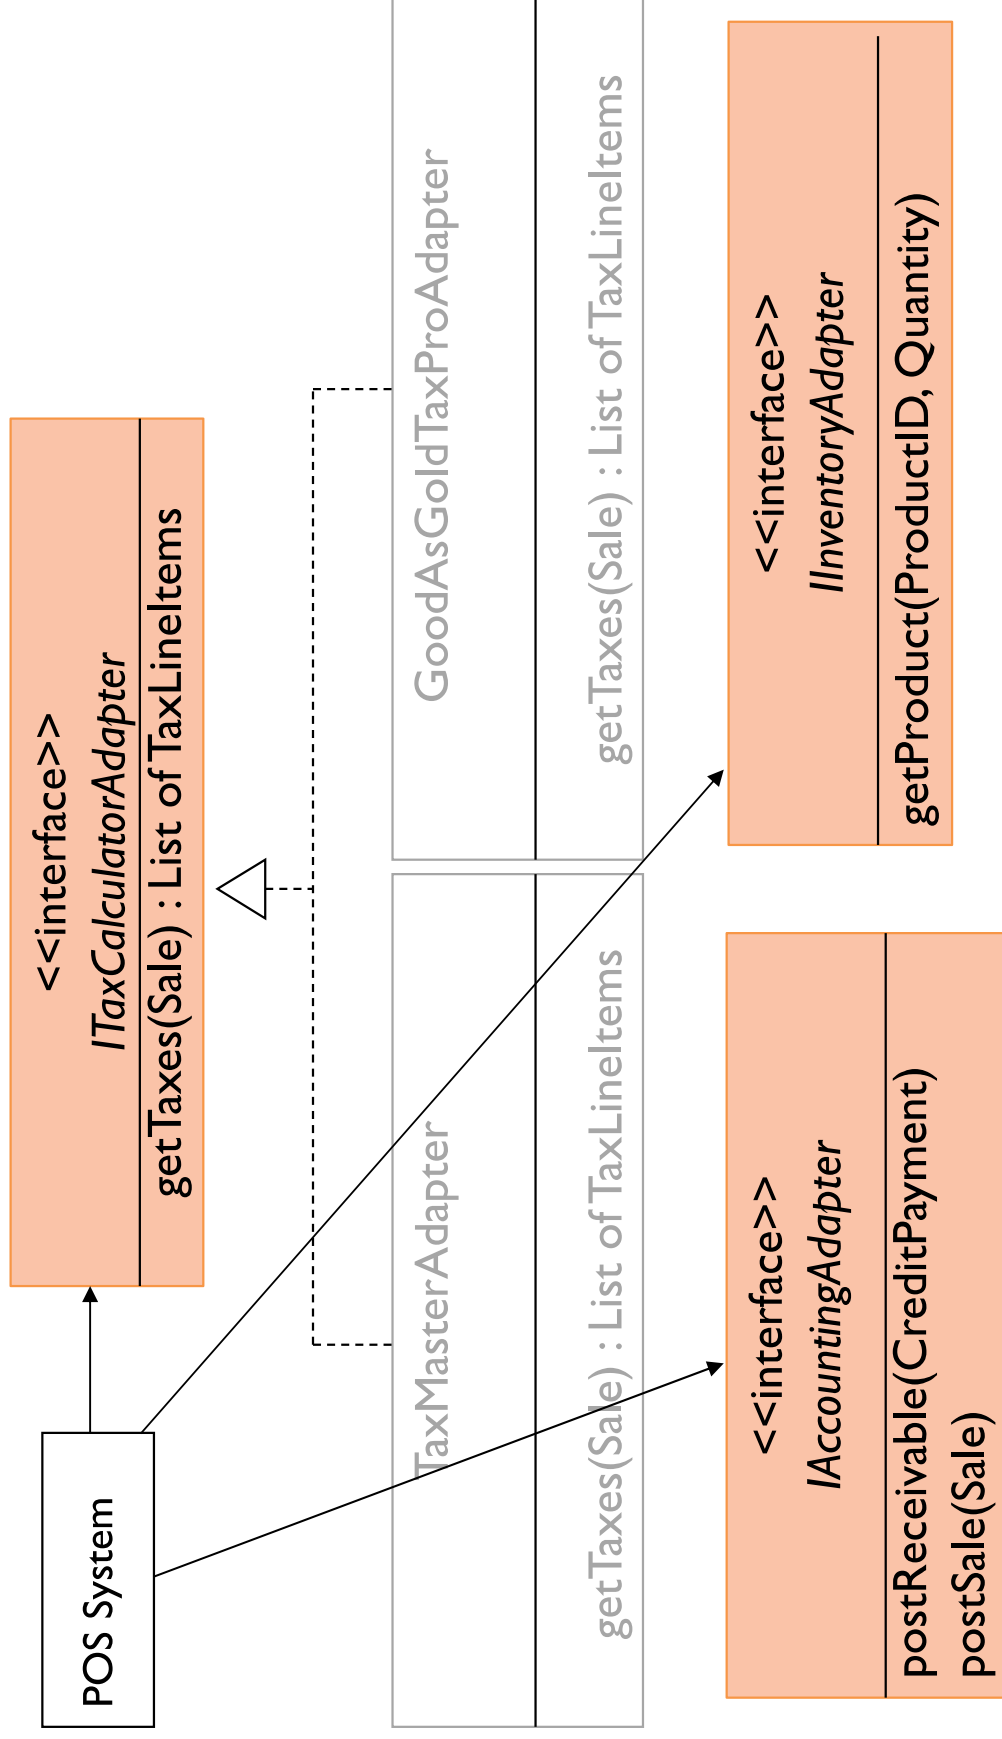 POS System
<<interface>>
ITaxCalculatorAdapter
getTaxes(Sale) : List of TaxLineItems
TaxMasterAdapter
getTaxes(Sale) : List of TaxLineItems
GoodAsGoldTaxProAdapter
getTaxes(Sale) : List of TaxLineItems
<<interface>>
IAccountingAdapter
postReceivable(CreditPayment)
postSale(Sale)
<<interface>>
IInventoryAdapter
getProduct(ProductID, Quantity)